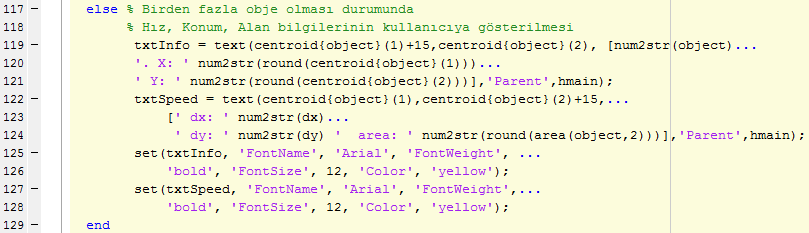 117 – else % Birden fazla obje olması durumunda
118 % Hız, Konum, Alan bilgilerinin kullanıcıya gösterilmesi
119 – txtInfo = text(centroid{object}(1)+15,centroid{object}(2), [num2str(object)...
120 '. X: ' num2str(round(centroid{object}(1)))...
121 ' Y: ' num2str(round(centroid{object}(2)))],'Parent',hmain);
122 – txtSpeed = text(centroid{object}(1),centroid{object}(2)+15,...
123 [' dx: ' num2str(dx)...
124 ' dy: ' num2str(dy) '  area: ' num2str(round(area(object,2)))],'Parent',hmain);
125 – set(txtInfo, 'FontName', 'Arial', 'FontWeight', ...
126 'bold', 'FontSize', 12, 'Color', 'yellow');
127 – set(txtSpeed, 'FontName', 'Arial', 'FontWeight',...
128 'bold', 'FontSize', 12, 'Color', 'yellow');
129 – end